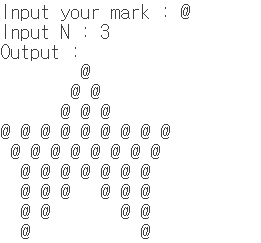 Input your mark : @
Input N : 3
Output :
        @
       @ @
      @ @ @
@ @ @ @ @ @ @ @ @
 @ @ @ @ @ @ @ @
  @ @ @ @ @ @ @
  @ @ @   @ @ @
  @ @       @ @
  @           @